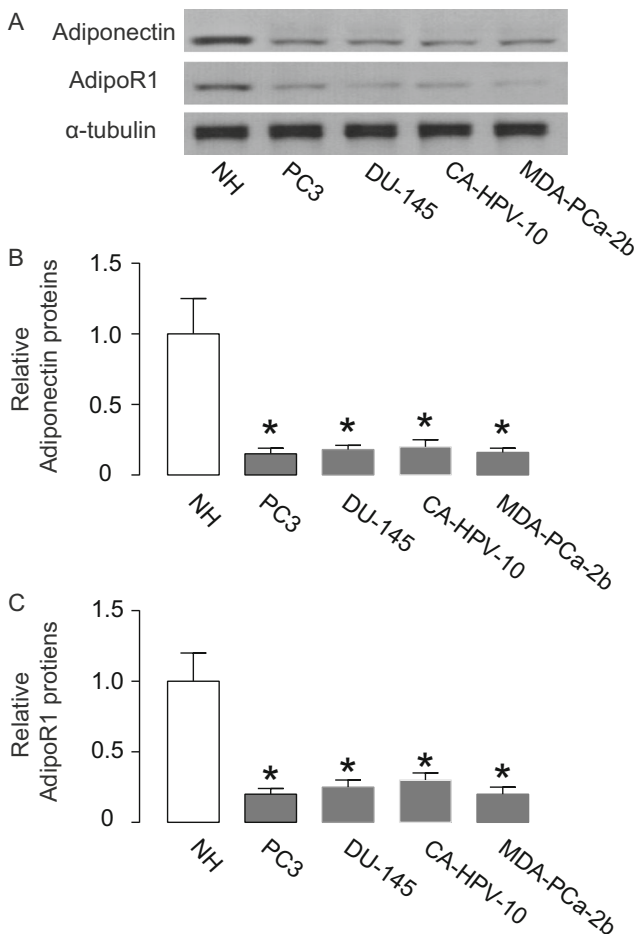 A
Adiponectin
AdipoR1
α-tubulin
NH
PC3
DU-145
CA-HPV-10
MDA-PCa-2b
B
Relative
Adiponectin proteins
1.5
1.0
0.5
0
*
*
*
*
NH
PC3
DU-145
CA-HPV-10
MDA-PCa-2b
C
Relative
AdipoR1 protiens
1.5
1.0
0.5
0
*
*
*
*
NH
PC3
DU-145
CA-HPV-10
MDA-PCa-2b